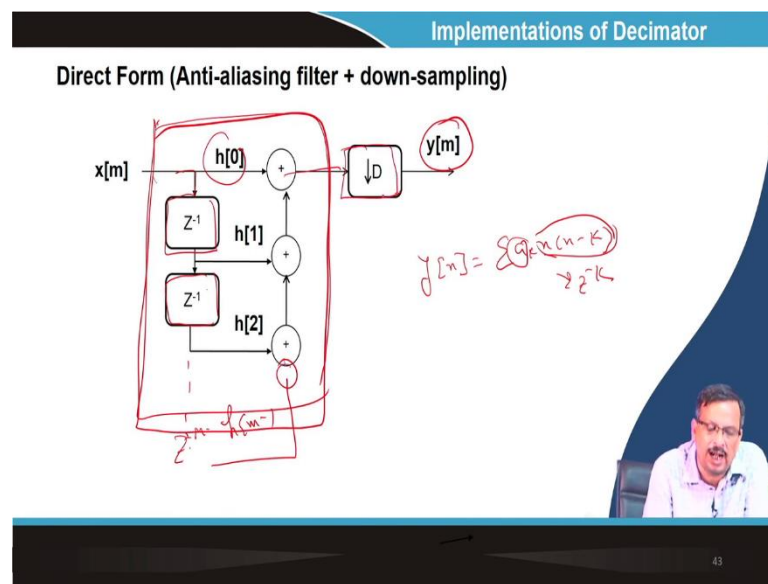 Implementations of Decimator
Direct Form (Anti-aliasing filter + down-sampling)
x[m]
h[0]
+
↓D
y[m]
Z-1
h[1]
+
Z-1
h[2]
+
y[n] =
x(n-k)
z-k
43